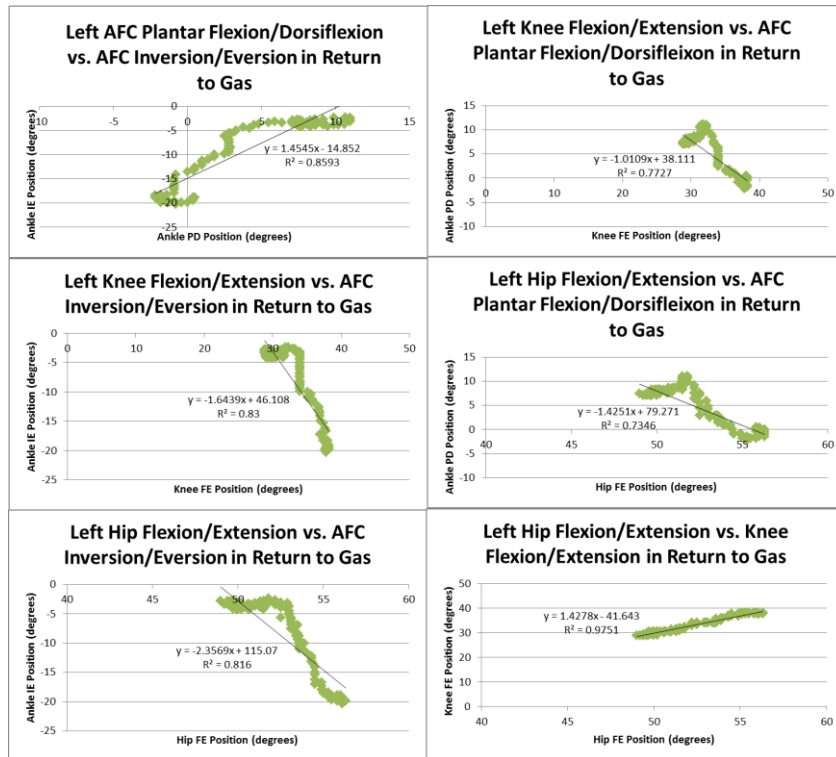 Left AFC Plantar Flexion/Dorsiflexion
vs. AFC Inversion/Eversion in Return
to Gas
0
-10
-5
0
5
10
15
-5
-10
-15
-20
-25
y = 1.4545x - 14.852
R² = 0.8593
Ankle IE Position (degrees)
Ankle PD Position (degrees)
Left Knee Flexion/Extension vs. AFC
Plantar Flexion/Dorsifleixon in Return
to Gas
20
15
10
5
0
-5
0
10
20
30
40
50
y = -1.0109x + 38.111
R² = 0.7727
Ankle PD Position (degrees)
Knee FE Position (degrees)
Left Knee Flexion/Extension vs. AFC
Inversion/Eversion in Return to Gas
0
0
10
20
30
40
50
-5
-10
-15
-20
-25
y = -1.6439x + 46.108
R² = 0.83
Ankle IE Position (degrees)
Knee FE Position (degrees)
Left Hip Flexion/Extension vs. AFC
Plantar Flexion/Dorsifleixon in Return
to Gas
20
15
10
5
0
-5
-10
40
45
50
55
60
y = -1.4251x + 79.271
R² = 0.7346
Ankle PD Position (degrees)
Hip FE Position (degrees)
Left Hip Flexion/Extension vs. AFC
Inversion/Eversion in Return to Gas
0
40
45
50
55
60
-5
-10
-15
-20
-25
y = -2.3569x + 115.07
R² = 0.816
Ankle IE Position (degrees)
Hip FE Position (degrees)
Left Hip Flexion/Extension vs. Knee
Flexion/Extension in Return to Gas
50
40
30
20
10
0
40
45
50
55
60
y = 1.4278x - 41.643
R² = 0.9751
Knee FE Position (degrees)
Hip FE Position (degrees)